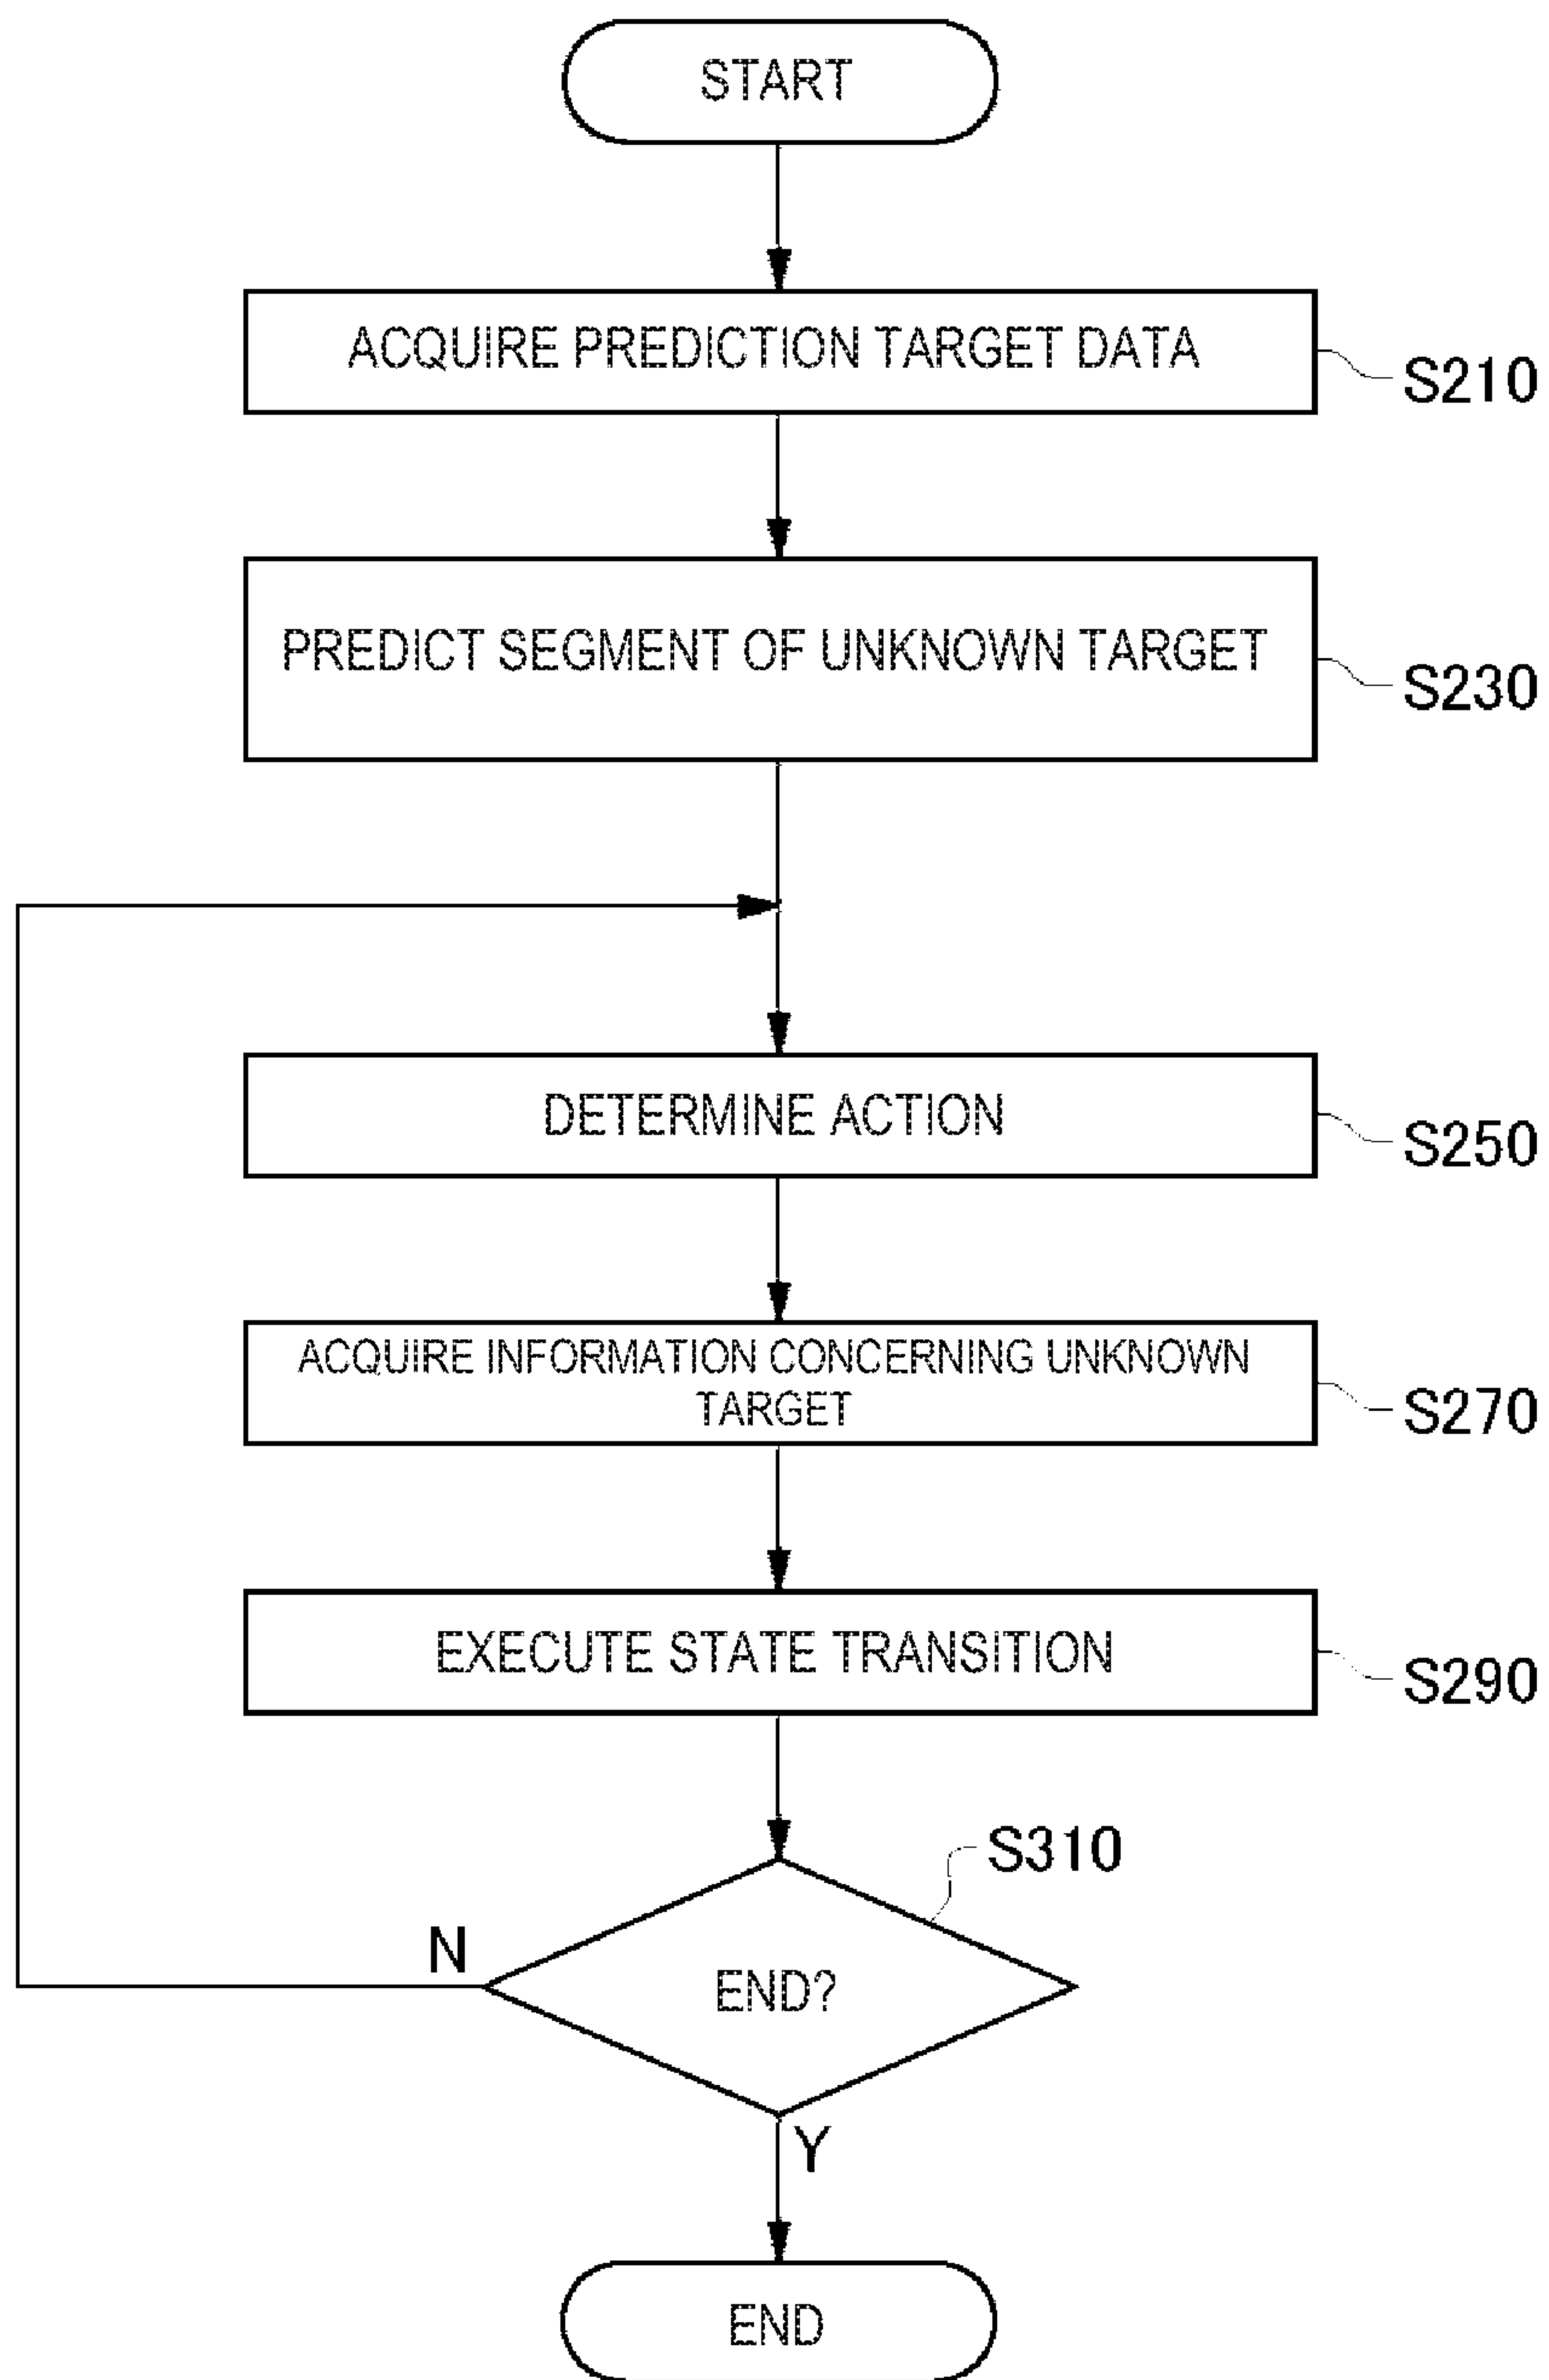 START
ACQUIRE PREDICTION TARGET DATA
S210
PREDICT SEGMENT OF UNKNOWN TARGET
S230
DETERMINE ACTION
S250
ACQUIRE INFORMATION CONCERNING UNKNOWN
TARGET
S270
EXECUTE STATE TRANSITION
S290
S310
N
END?
Y
END